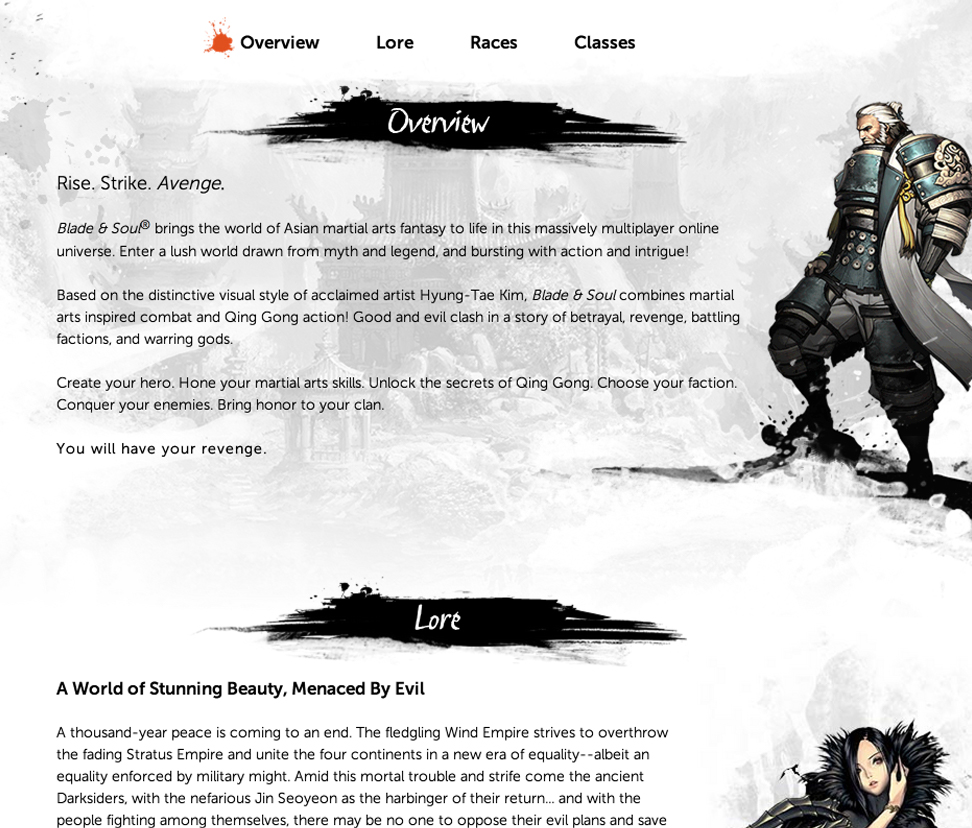 Overview Lore Races Classes
Overview
Rise. Strike. Avenge.
Blade & Soul® brings the world of Asian martial arts fantasy to life in this massively multiplayer online
universe. Enter a lush world drawn from myth and legend, and bursting with action and intrigue!
Based on the distinctive visual style of acclaimed artist Hyung-Tae Kim, Blade & Soul combines martial
arts inspired combat and Qing Gong action! Good and evil clash in a story of betrayal, revenge, battling
factions, and warring gods.
Create your hero. Hone your martial arts skills. Unlock the secrets of Qing Gong. Choose your faction.
Conquer your enemies. Bring honor to your clan.
You will have your revenge.
Lore
A World of Stunning Beauty, Menaced By Evil
A thousand-year peace is coming to an end. The fledgling Wind Empire strives to overthrow
the fading Stratus Empire and unite the four continents in a new era of equality--albeit an
equality enforced by military might. Amid this mortal trouble and strife come the ancient
Darksiders, with the nefarious Jin Seoyeon as the harbinger of their return... and with the
people fighting among themselves, there may be no one to oppose their evil plans and save